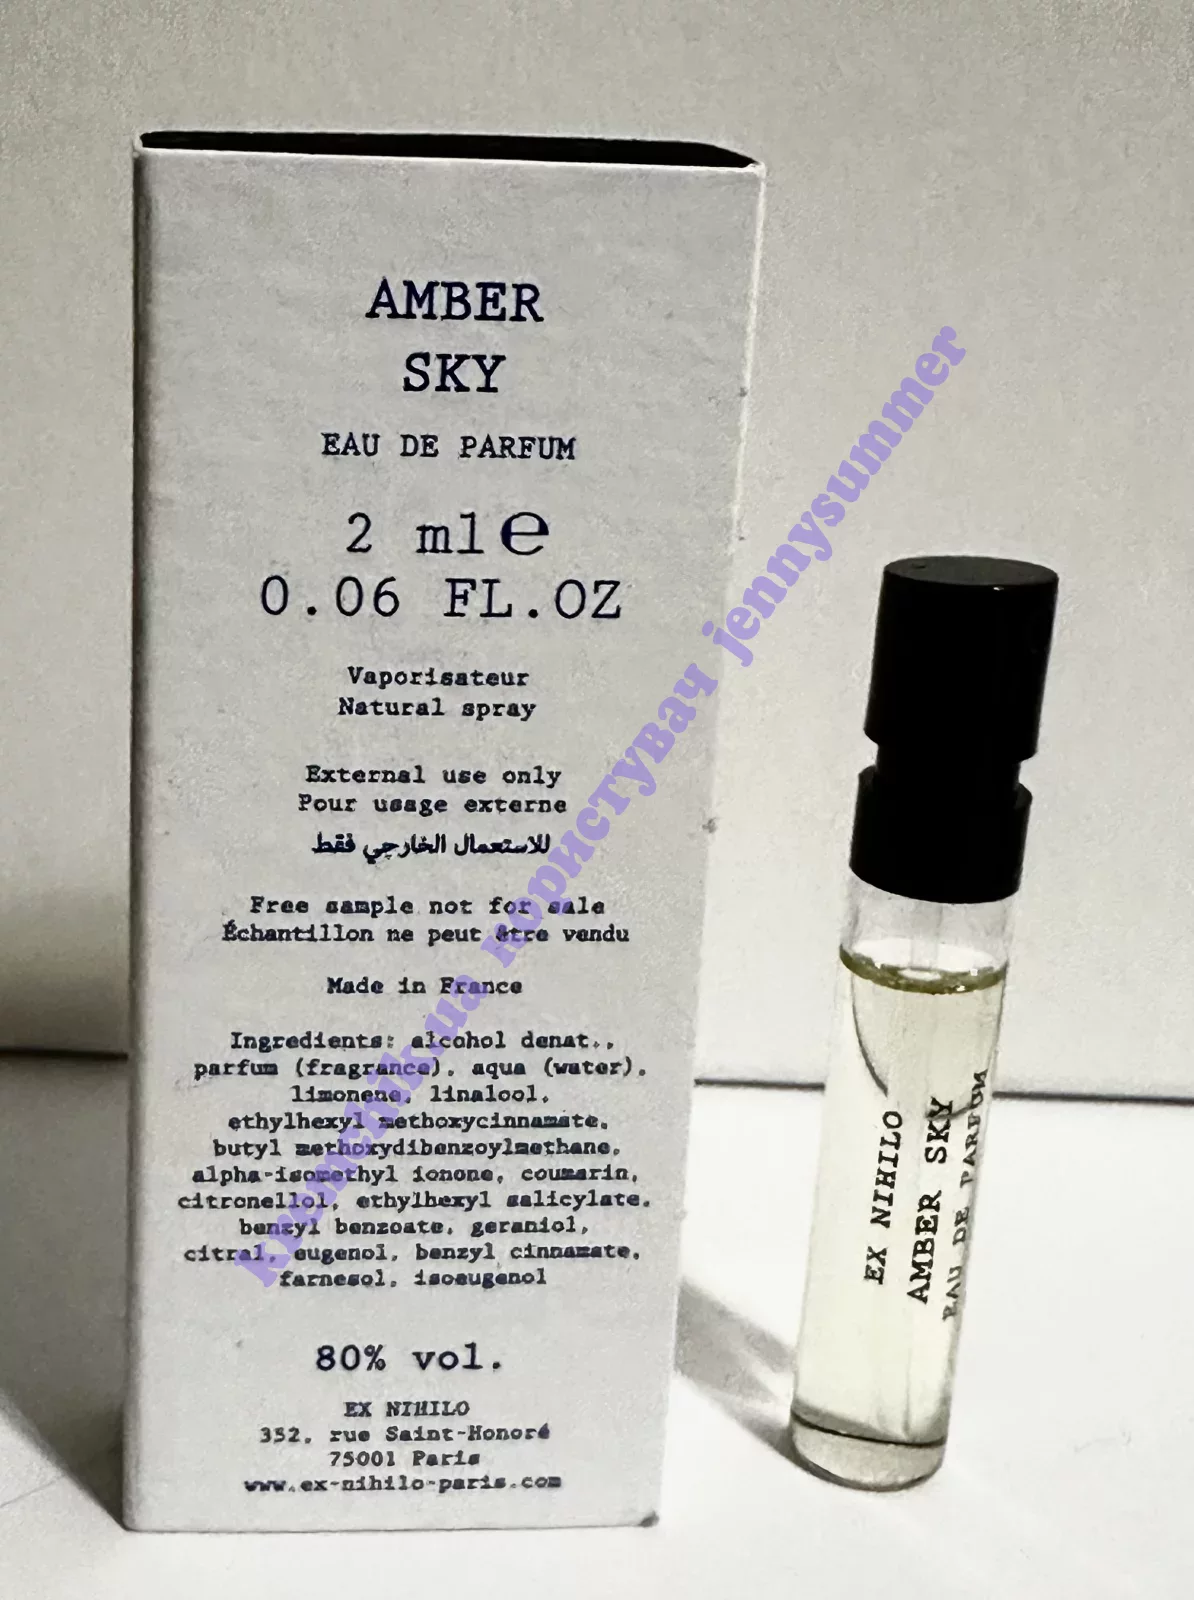 AMBER
SKY
EAU DE PARFUM
2 ml ℮
0.06 FL.OZ
Vaporisateur
Natural spray
External use only
Pour usage externe
للاستعمال الخارجي فقط
Free sample not for sale
Échantillon ne peut être vendu
Made in France
Ingredients: alcohol denat.,
parfum (fragrance), aqua (water),
limonene, linalool,
ethylhexyl methoxycinnamate,
butyl methoxydibenzoylmethane,
alpha-isomethyl ionone, coumarin,
citronellol, ethylhexyl salicylate,
benzyl benzoate, geraniol,
citral, eugenol, benzyl cinnamate,
farnesol, isoeugenol
80% vol.
EX NIHILO
352, rue Saint-Honoré
75001 Paris
www.ex-nihilo-paris.com
EX NIHILO
AMBER SKY
EAU DE PARFUM
kremchik.ua користувач jennysummer